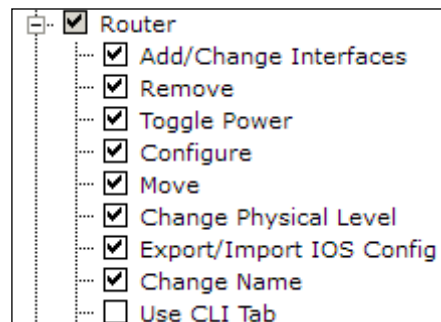 Router
Add/Change Interfaces
Remove
Toggle Power
Configure
Move
Change Physical Level
Export/Import IOS Config
Change Name
Use CLI Tab